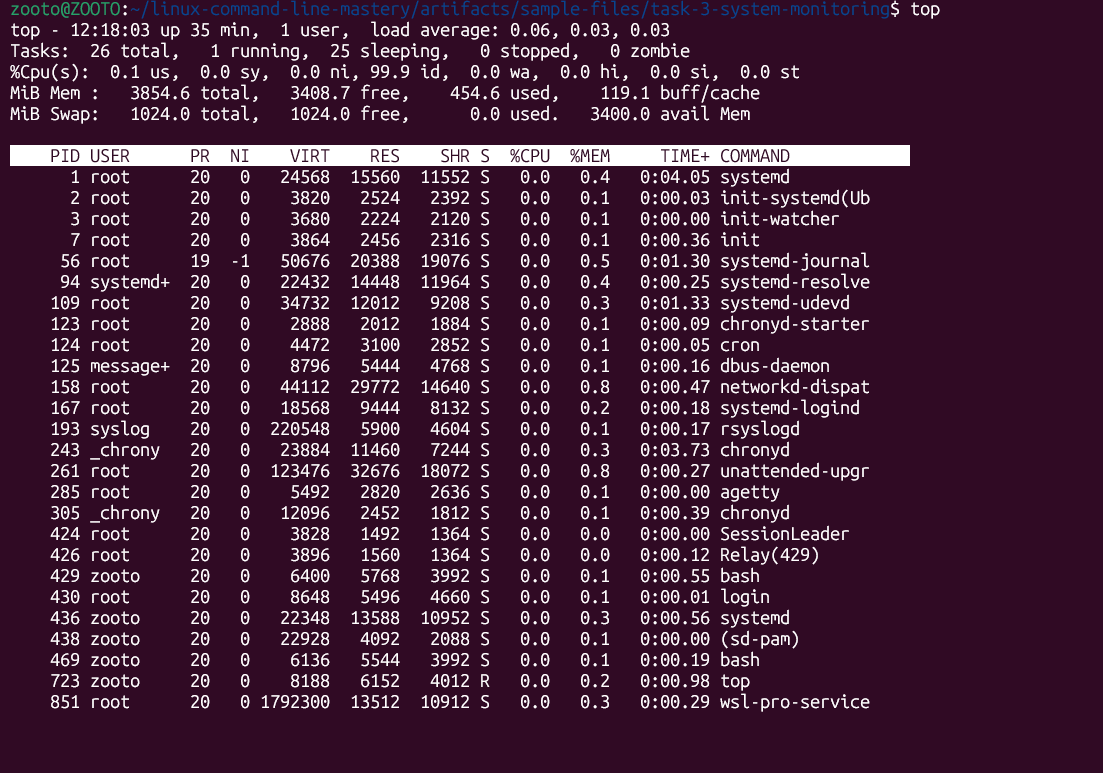 zooto@ZOOTO:~/linux-command-line-mastery/artifacts/sample-files/task-3-system-monitoring$ top
top - 12:18:03 up 35 min,  1 user,  load average: 0.06, 0.03, 0.03
Tasks:  26 total,   1 running,  25 sleeping,   0 stopped,   0 zombie
%Cpu(s):  0.1 us,  0.0 sy,  0.0 ni, 99.9 id,  0.0 wa,  0.0 hi,  0.0 si,  0.0 st
MiB Mem :   3854.6 total,   3408.7 free,    454.6 used,    119.1 buff/cache
MiB Swap:   1024.0 total,   1024.0 free,      0.0 used.   3400.0 avail Mem
    PID USER      PR  NI    VIRT    RES    SHR S  %CPU  %MEM     TIME+ COMMAND
      1 root      20   0   24568  15560  11552 S   0.0   0.4   0:04.05 systemd
      2 root      20   0    3820   2524   2392 S   0.0   0.1   0:00.03 init-systemd(Ub
      3 root      20   0    3680   2224   2120 S   0.0   0.1   0:00.00 init-watcher
      7 root      20   0    3864   2456   2316 S   0.0   0.1   0:00.36 init
     56 root      19  -1   50676  20388  19076 S   0.0   0.5   0:01.30 systemd-journal
     94 systemd+  20   0   22432  14448  11964 S   0.0   0.4   0:00.25 systemd-resolve
    109 root      20   0   34732  12012   9208 S   0.0   0.3   0:01.33 systemd-udevd
    123 root      20   0    2888   2012   1884 S   0.0   0.1   0:00.09 chronyd-starter
    124 root      20   0    4472   3100   2852 S   0.0   0.1   0:00.05 cron
    125 message+  20   0    8796   5444   4768 S   0.0   0.1   0:00.16 dbus-daemon
    158 root      20   0   44112  29772  14640 S   0.0   0.8   0:00.47 networkd-dispat
    167 root      20   0   18568   9444   8132 S   0.0   0.2   0:00.18 systemd-logind
    193 syslog    20   0  220548   5900   4604 S   0.0   0.1   0:00.17 rsyslogd
    243 _chrony   20   0   23884  11460   7244 S   0.0   0.3   0:03.73 chronyd
    261 root      20   0  123476  32676  18072 S   0.0   0.8   0:00.27 unattended-upgr
    285 root      20   0    5492   2820   2636 S   0.0   0.1   0:00.00 agetty
    305 _chrony   20   0   12096   2452   1812 S   0.0   0.1   0:00.39 chronyd
    424 root      20   0    3828   1492   1364 S   0.0   0.0   0:00.00 SessionLeader
    426 root      20   0    3896   1560   1364 S   0.0   0.0   0:00.12 Relay(429)
    429 zooto     20   0    6400   5768   3992 S   0.0   0.1   0:00.55 bash
    430 root      20   0    8648   5496   4660 S   0.0   0.1   0:00.01 login
    436 zooto     20   0   22348  13588  10952 S   0.0   0.3   0:00.56 systemd
    438 zooto     20   0   22928   4092   2088 S   0.0   0.1   0:00.00 (sd-pam)
    469 zooto     20   0    6136   5544   3992 S   0.0   0.1   0:00.19 bash
    723 zooto     20   0    8188   6152   4012 R   0.0   0.2   0:00.98 top
    851 root      20   0 1792300  13512  10912 S   0.0   0.3   0:00.29 wsl-pro-service